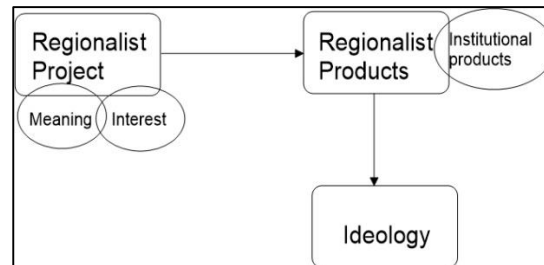 Regionalist
Project
Meaning
Interest
Regionalist
Products
Institutional
products
Ideology